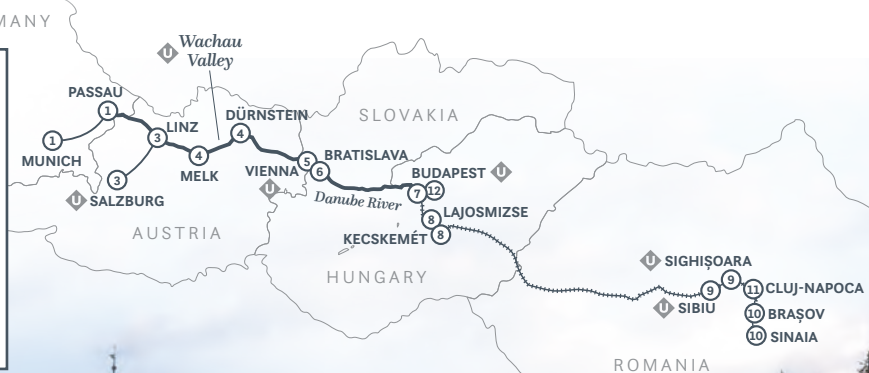 MANY
Wachau
Valley
U
PASSAU
1
DÜRNSTEIN
SLOVAKIA
LINZ
3
4
1
MUNICH
4
MELK
5
BRATISLAVA
6
VIENNA
U
BUDAPEST
U
7
12
3
U
SALZBURG
Danube River
8
LAJOSMIZSE
KECSKEMÉT
8
AUSTRIA
HUNGARY
U
SIGHIȘOARA
9
9
11
CLUJ-NAPOCA
U
SIBIU
10
BRAȘOV
10
SINAIA
ROMANIA